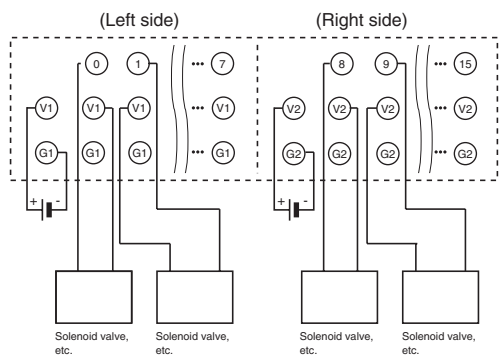 (Left side) (Right side)
0 1 ••• 7 8 9 ••• 15
V1 V1 V1 ••• V1 V2 V2 V2 ••• V2
G1 G1 G1 ••• G1 G2 G2 G2 ••• G2
+ - + -
Solenoid valve, etc.
Solenoid valve, etc.
Solenoid valve, etc.
Solenoid valve, etc.